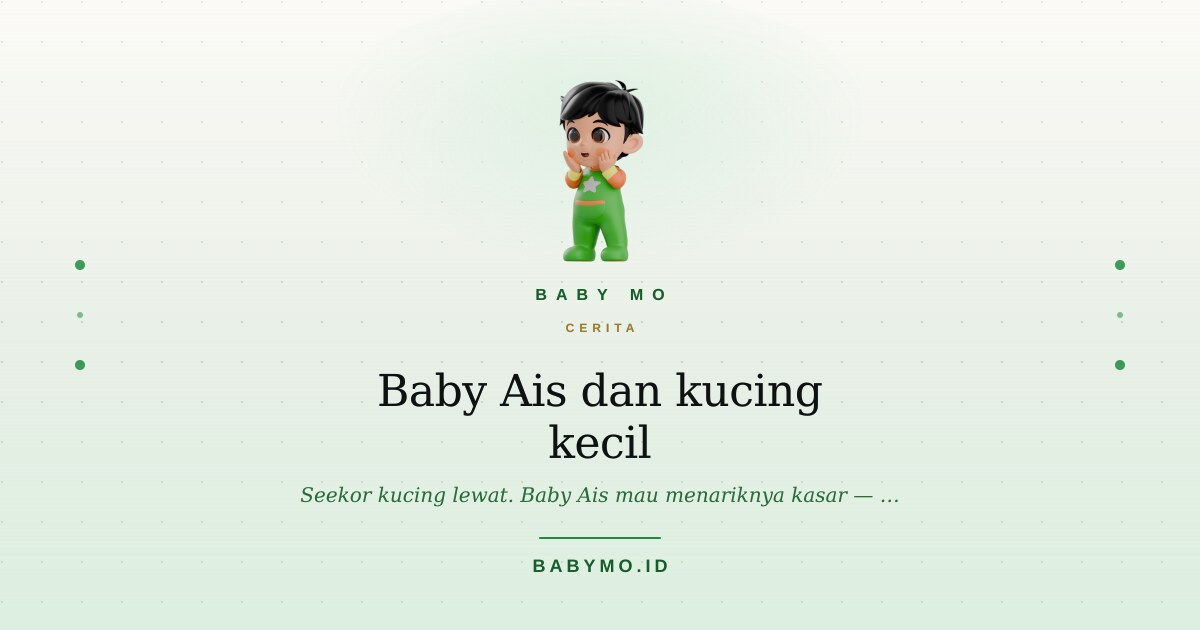 BABY MO
CERITA
Baby Ais dan kucing
kecil
Seekor kucing lewat. Baby Ais mau menariknya kasar — …
BABYMO.ID